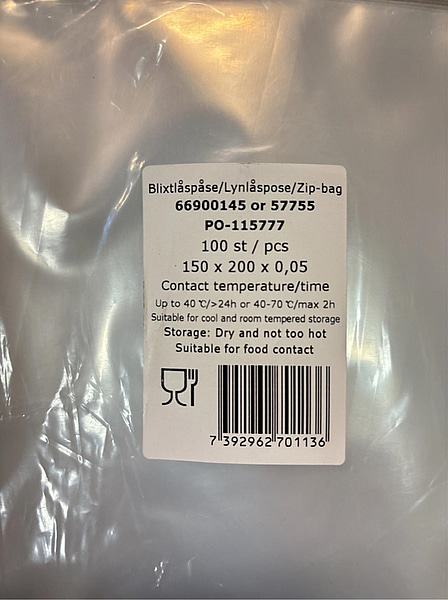 Blixtlåspåse/Lynlåspose/Zip-bag
66900145 or 57755
PO-115777
100 st / pcs
150 x 200 x 0,05
Contact temperature/time
Up to 40 ℃/>24h or 40-70 ℃/max 2h
Suitable for cool and room tempered storage
Storage: Dry and not too hot
Suitable for food contact
7 392962 701136